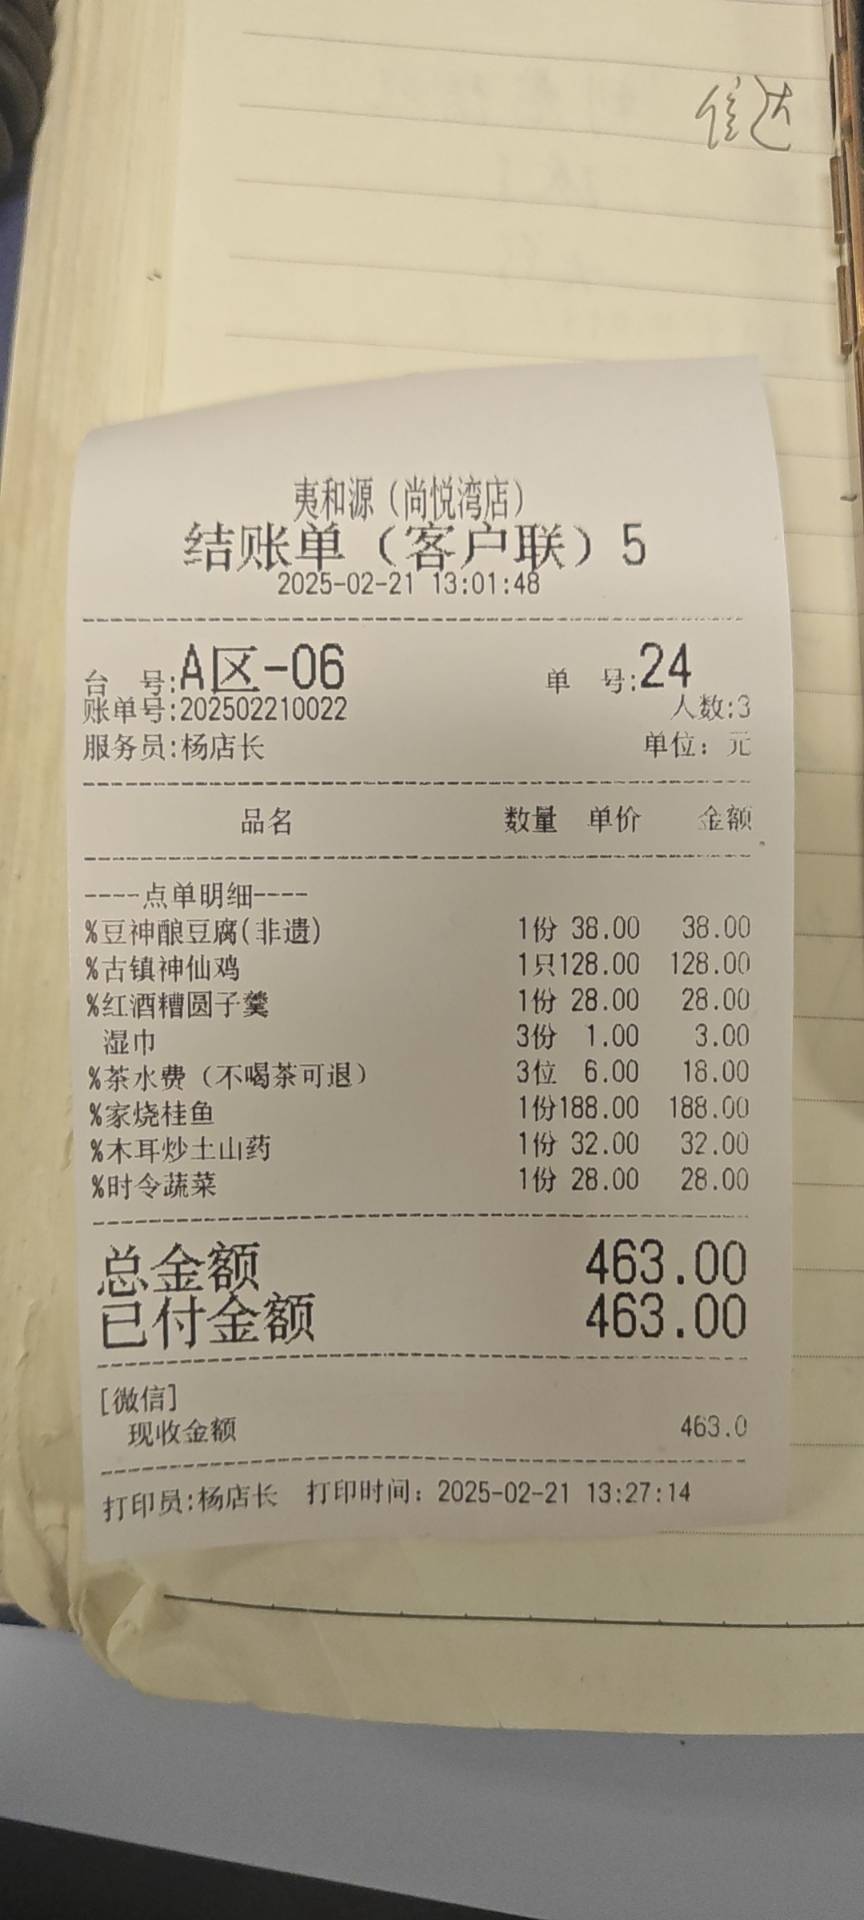 信达
夷和源（尚悦湾店）
结账单（客户联）5
2025-02-21 13:01:48
台 号:A区-06 单 号:24
账单号:202502210022 人数:3
服务员:杨店长 单位：元
品名 数量 单价 金额
----点单明细----
%豆神酿豆腐(非遗) 1份 38.00 38.00
%古镇神仙鸡 1只128.00 128.00
%红酒糟圆子羹 1份 28.00 28.00
湿巾 3份 1.00 3.00
%茶水费（不喝茶可退） 3位 6.00 18.00
%家烧桂鱼 1份188.00 188.00
%木耳炒土山药 1份 32.00 32.00
%时令蔬菜 1份 28.00 28.00
总金额 463.00
已付金额 463.00
[微信]
现收金额 463.0
打印员:杨店长 打印时间：2025-02-21 13:27:14